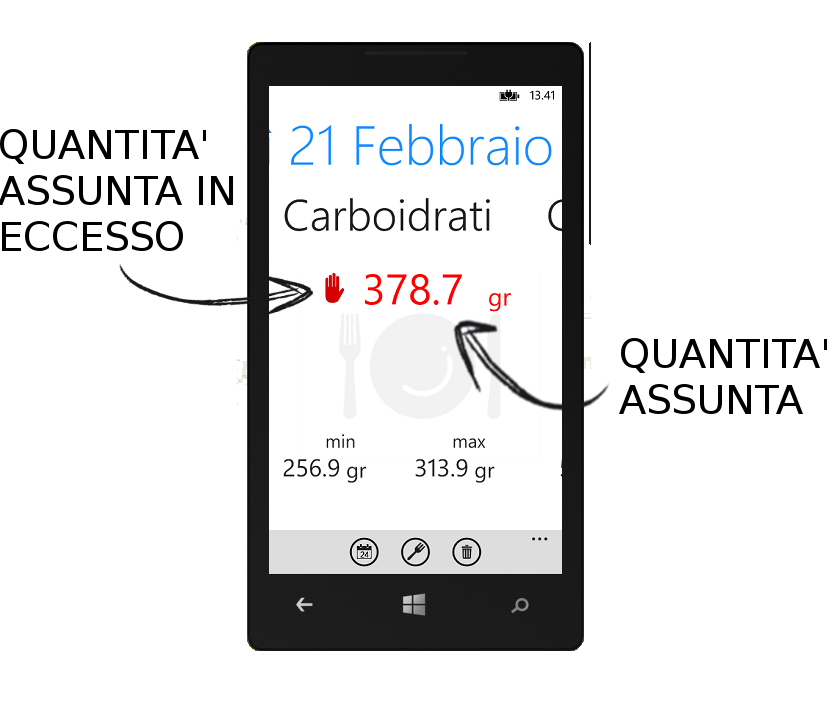 13.41
21 Febbraio
Carboidrati
378.7 gr
min max
256.9 gr 313.9 gr
24
QUANTITA'
ASSUNTA IN
ECCESSO
QUANTITA'
ASSUNTA